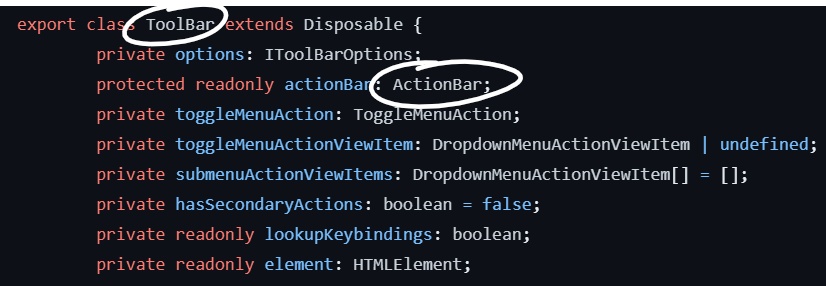 export class ToolBar extends Disposable {
private options: IToolBarOptions;
protected readonly actionBar: ActionBar;
private toggleMenuAction: ToggleMenuAction;
private toggleMenuActionViewItem: DropdownMenuActionViewItem | undefined;
private submenuActionViewItems: DropdownMenuActionViewItem[] = [];
private hasSecondaryActions: boolean = false;
private readonly lookupKeybindings: boolean;
private readonly element: HTMLElement;